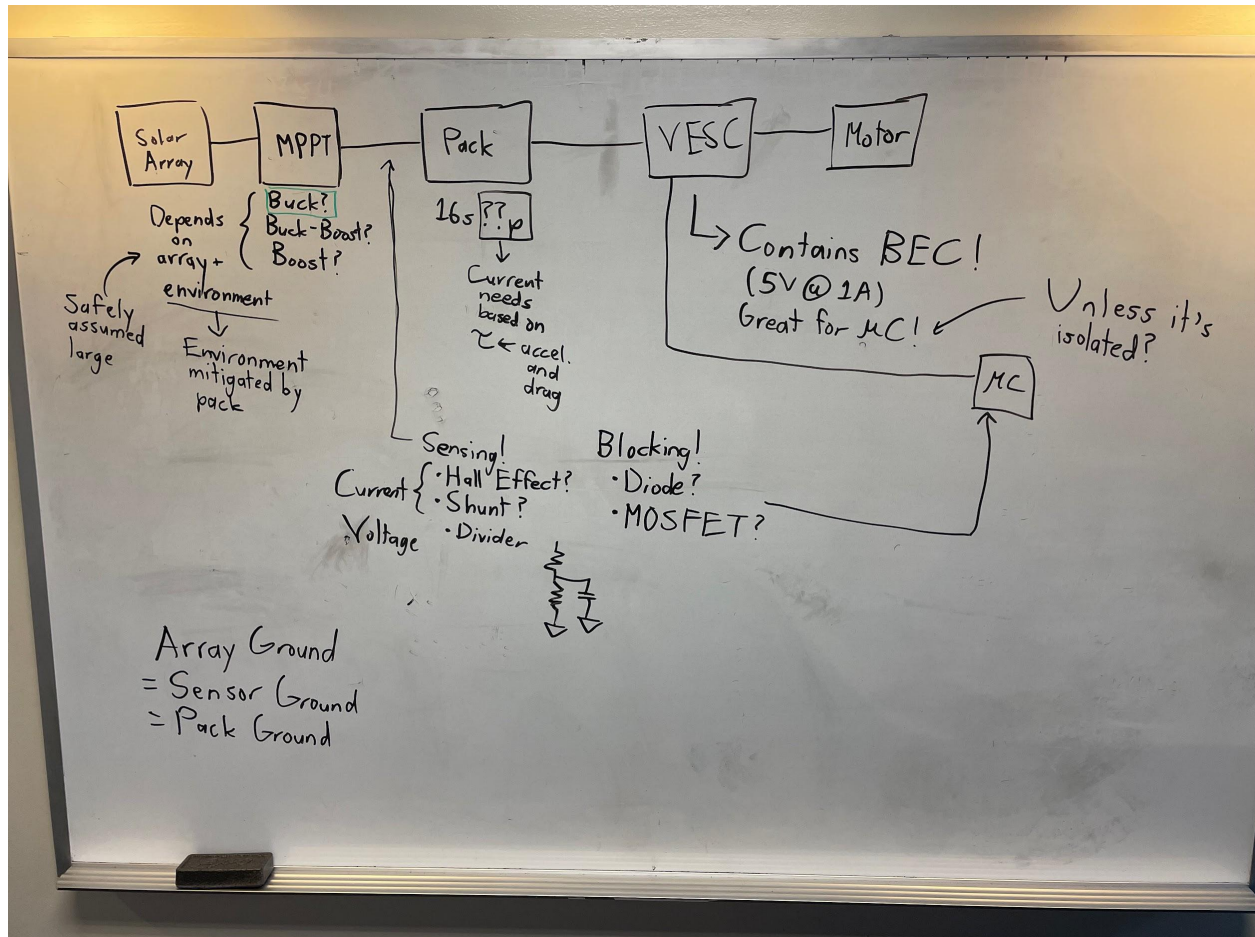 Solar
Array
MPPT
Pack
VESC
Motor
Buck?
Buck-Boost?
Boost?
Depends
on
array +
environment
Safely
assumed
large
Environment
mitigated by
pack
16s ??p
Current
needs
based on
τ ← accel.
and
drag
Contains BEC!
(5V @ 1A)
Great for μC!
Unless it's
isolated?
μC
Sensing!
Current
· Hall Effect?
· Shunt?
Voltage
· Divider
Blocking!
· Diode?
· MOSFET?
Array Ground
= Sensor Ground
= Pack Ground